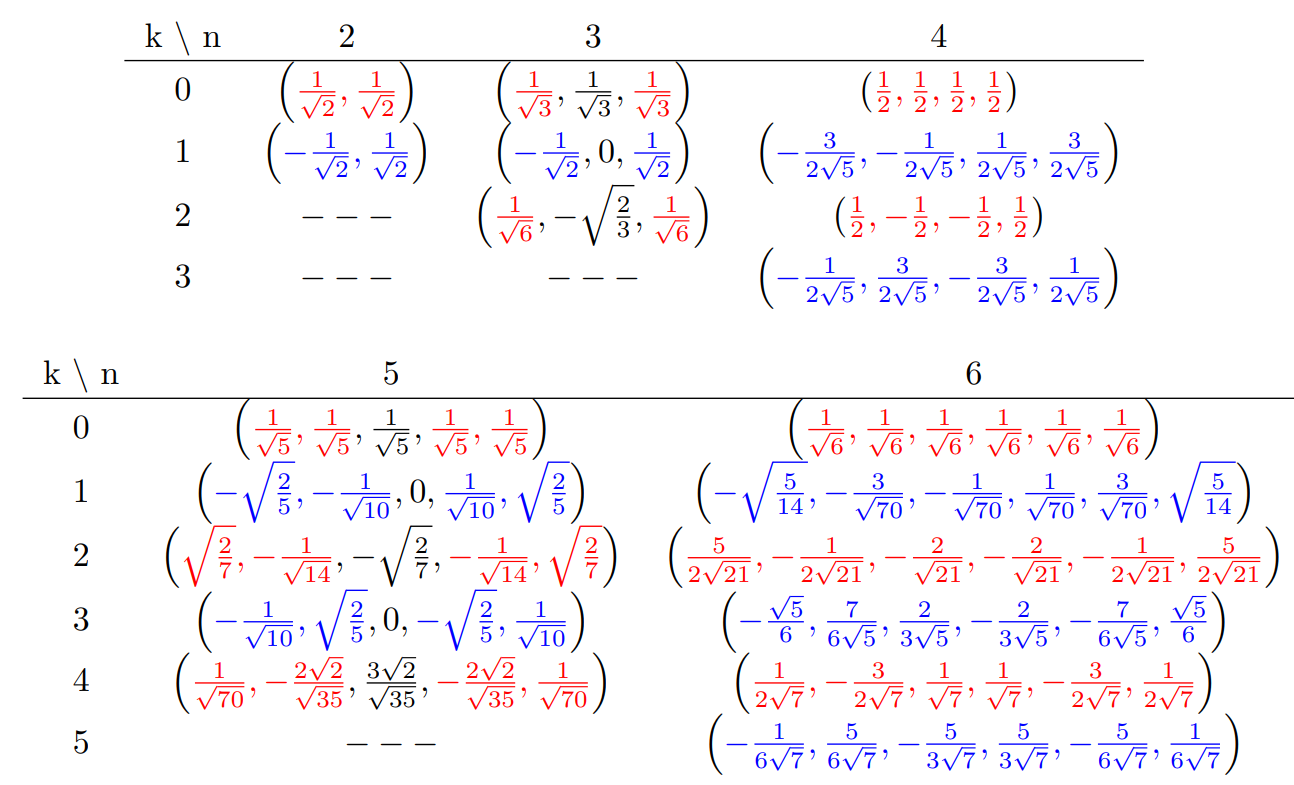 k \ n 2 3 4
0 (1/√2, 1/√2) (1/√3, 1/√3, 1/√3) (1/2, 1/2, 1/2, 1/2)
1 (−1/√2, 1/√2) (−1/√2, 0, 1/√2) (−3/2√5, −1/2√5, 1/2√5, 3/2√5)
2 − − − (1/√6, −√(2/3), 1/√6) (1/2, −1/2, −1/2, 1/2)
3 − − − − − − (−1/2√5, 3/2√5, −3/2√5, 1/2√5)
k \ n 5 6
0 (1/√5, 1/√5, 1/√5, 1/√5, 1/√5) (1/√6, 1/√6, 1/√6, 1/√6, 1/√6, 1/√6)
1 (−√(2/5), −1/√10, 0, 1/√10, √(2/5)) (−√(5/14), −3/√70, −1/√70, 1/√70, 3/√70, √(5/14))
2 (√(2/7), −1/√14, −√(2/7), −1/√14, √(2/7)) (5/2√21, −1/2√21, −2/√21, −2/√21, −1/2√21, 5/2√21)
3 (−1/√10, √(2/5), 0, −√(2/5), 1/√10) (−√5/6, 7/6√5, 2/3√5, −2/3√5, −7/6√5, √5/6)
4 (1/√70, −2√2/√35, 3√2/√35, −2√2/√35, 1/√70) (1/2√7, −3/2√7, 1/√7, 1/√7, −3/2√7, 1/2√7)
5 − − − (−1/6√7, 5/6√7, −5/3√7, 5/3√7, −5/6√7, 1/6√7)